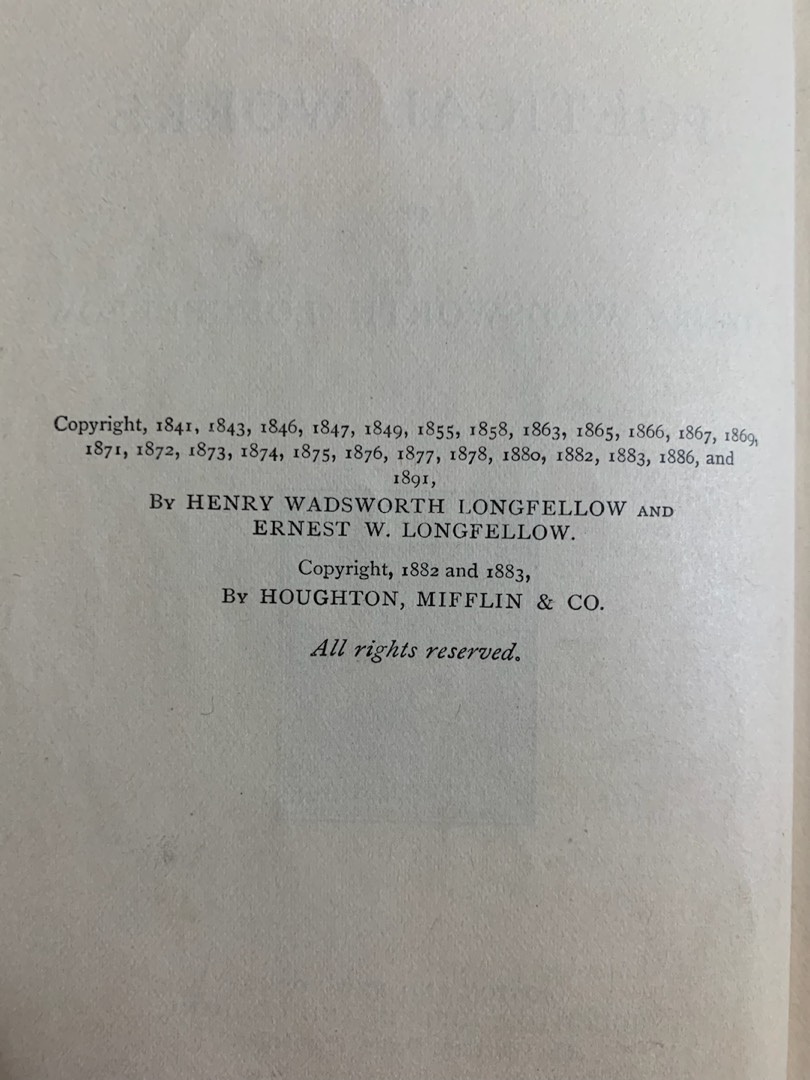 Copyright, 1841, 1843, 1846, 1847, 1849, 1855, 1858, 1863, 1865, 1866, 1867, 1869,
1871, 1872, 1873, 1874, 1875, 1876, 1877, 1878, 1880, 1882, 1883, 1886, and
1891,
By HENRY WADSWORTH LONGFELLOW AND
ERNEST W. LONGFELLOW.
Copyright, 1882 and 1883,
By HOUGHTON, MIFFLIN & CO.
All rights reserved.